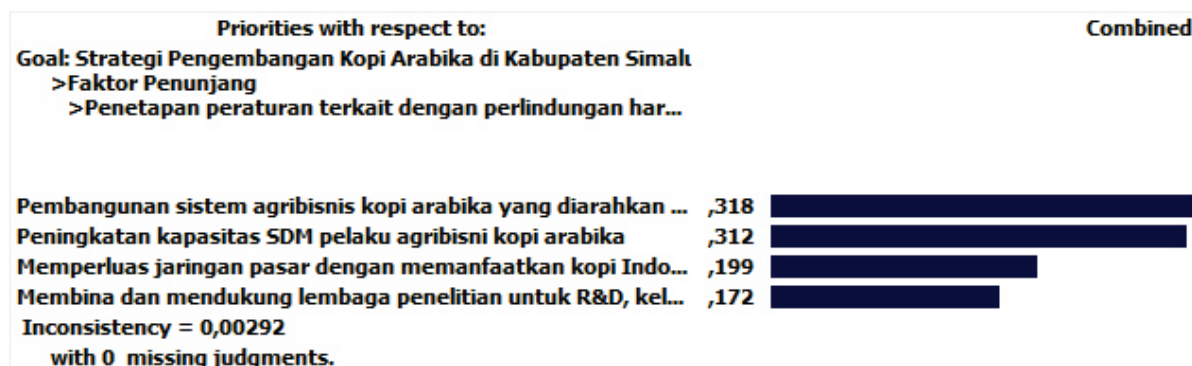 Priorities with respect to: Combined
Goal: Strategi Pengembangan Kopi Arabika di Kabupaten Simalu
>Faktor Penunjang
>Penetapan peraturan terkait dengan perlindungan har...
Pembangunan sistem agribisnis kopi arabika yang diarahkan ... ,318
Peningkatan kapasitas SDM pelaku agribisni kopi arabika ,312
Memperluas jaringan pasar dengan memanfaatkan kopi Indo... ,199
Membina dan mendukung lembaga penelitian untuk R&D, kel... ,172
Inconsistency = 0,00292
with 0 missing judgments.